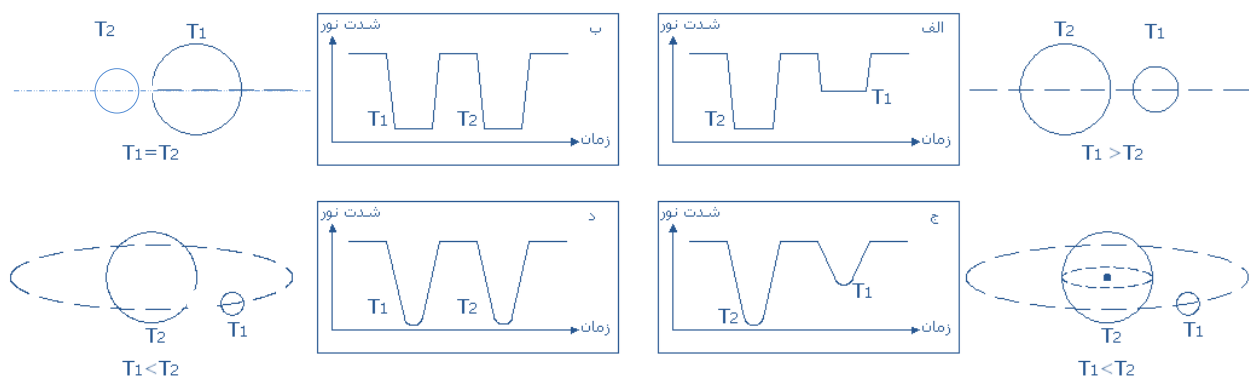 شدت نور
الف
T2
T1
زمان
T2
T1
T1 >T2
شدت نور
ب
T1
T2
زمان
T2
T1
T1=T2
شدت نور
ج
T2
T1
زمان
T1
T2
T1<T2
شدت نور
د
T1
T2
زمان
T2
T1
T1<T2